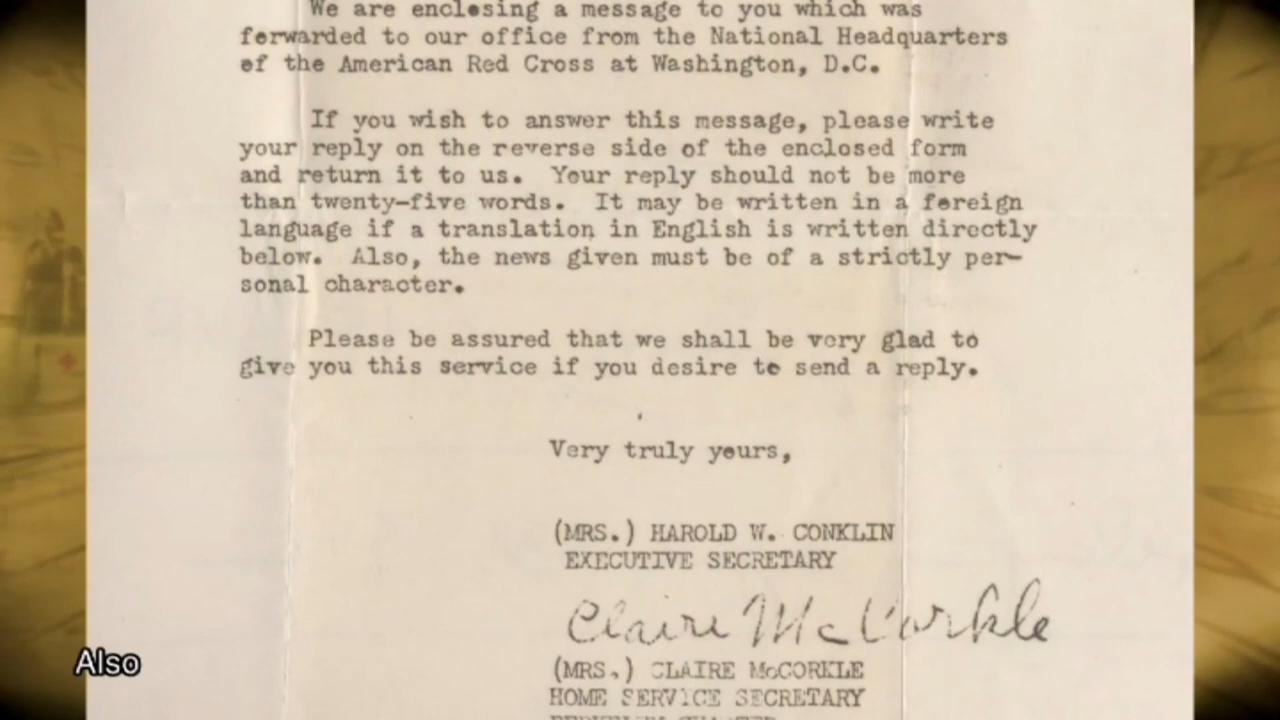 We are enclosing a message to you which was
forwarded to our office from the National Headquarters
of the American Red Cross at Washington, D.C.
If you wish to answer this message, please write
your reply on the reverse side of the enclosed form
and return it to us. Your reply should not be more
than twenty-five words. It may be written in a foreign
language if a translation in English is written directly
below. Also, the news given must be of a strictly per-
sonal character.
Please be assured that we shall be very glad to
give you this service if you desire to send a reply.
Very truly yours,
(MRS.) HAROLD W. CONKLIN
EXECUTIVE SECRETARY
Claire McCorkle
Also
(MRS.) CLAIRE McCORKLE
HOME SERVICE SECRETARY